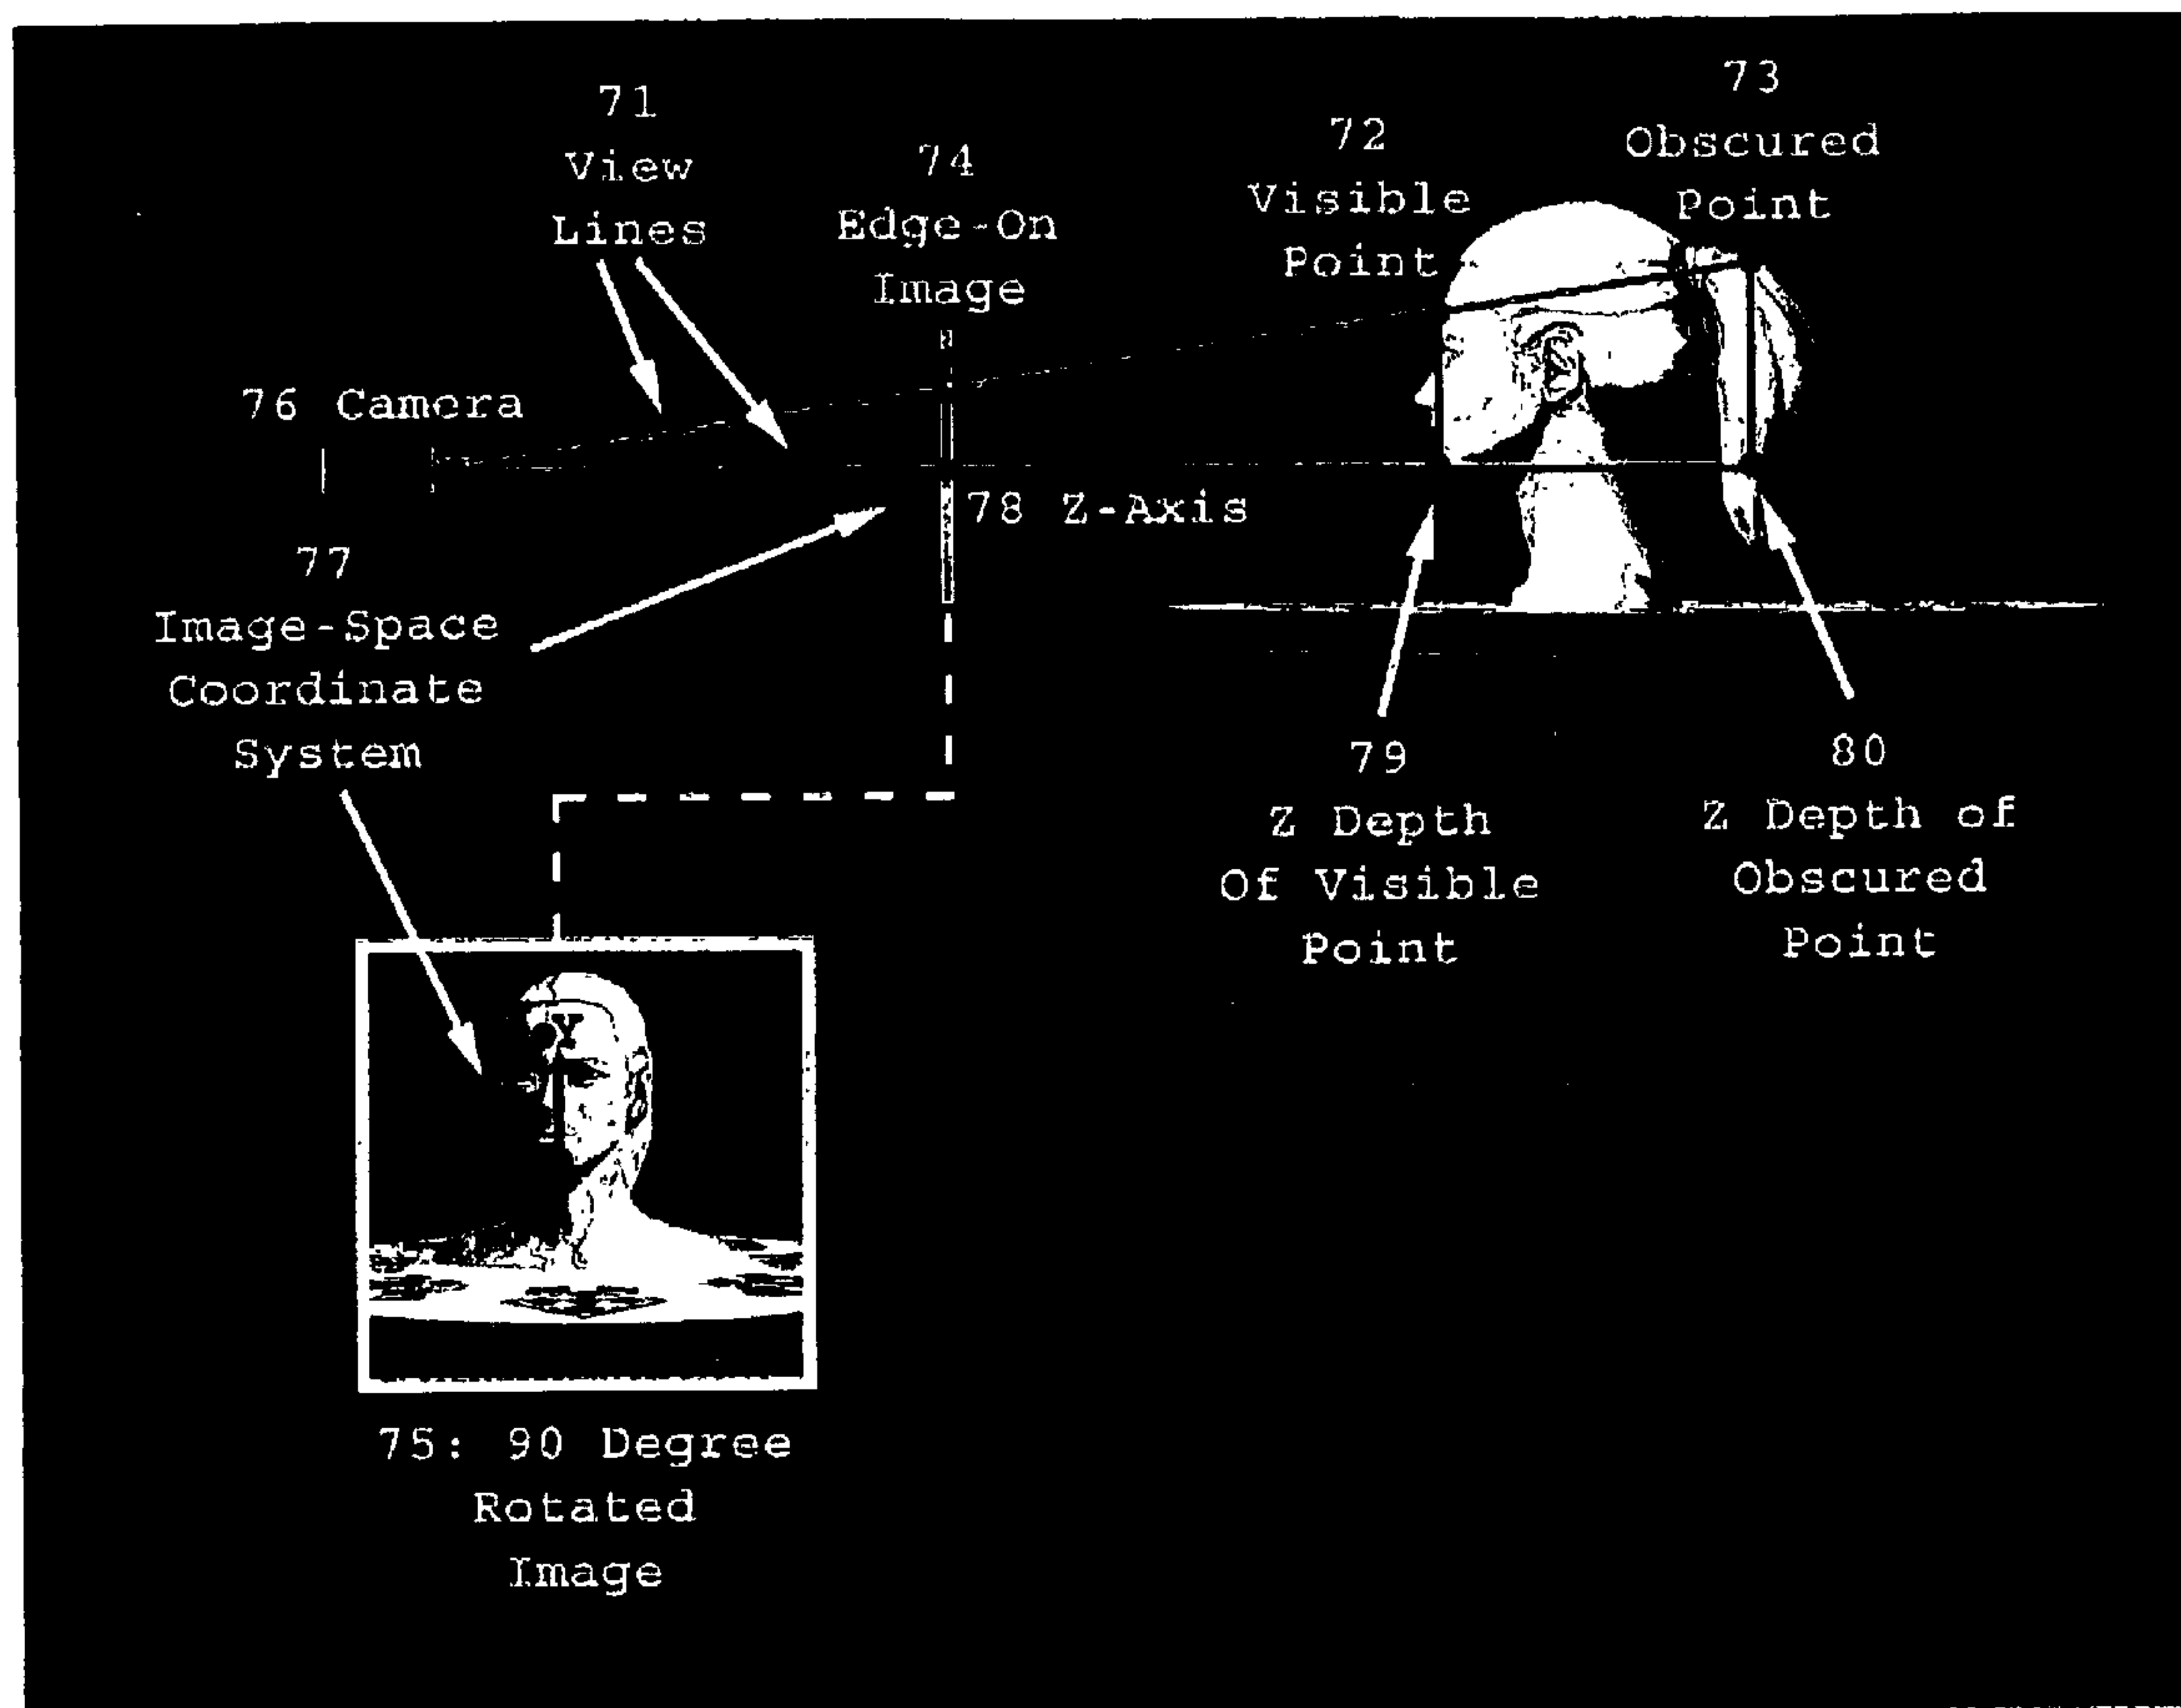 71
View
Lines
74
Edge-On
Image
72
Visible
Point
73
Obscured
Point
76 Camera
78 Z-Axis
77
Image-Space
Coordinate
System
79
Z Depth
Of Visible
Point
80
Z Depth of
Obscured
Point
75: 90 Degree
Rotated
Image